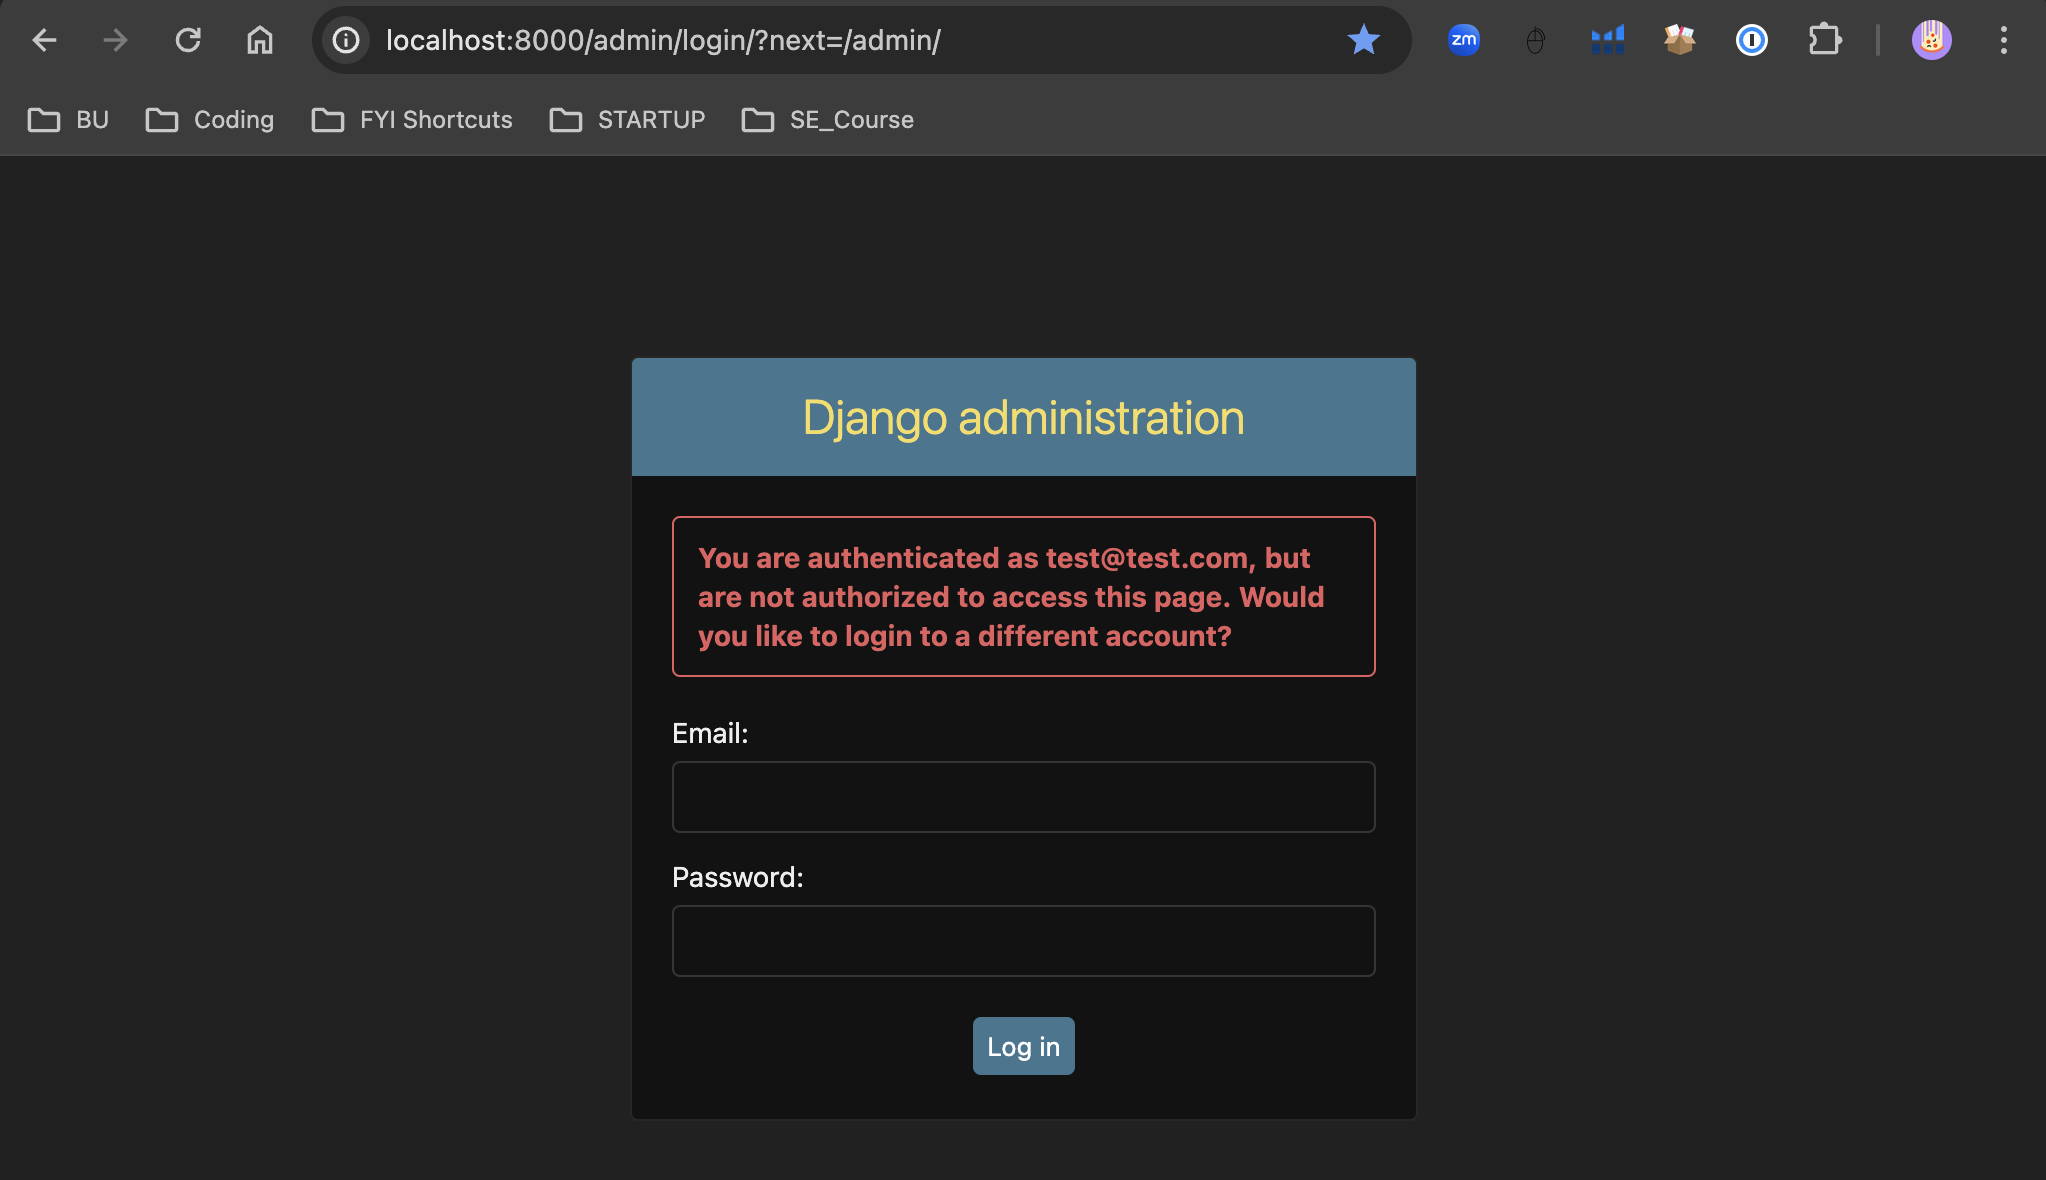 localhost:8000/admin/login/?next=/admin/
zm
BU
Coding
FYI Shortcuts
STARTUP
SE_Course
Django administration
You are authenticated as test@test.com, but
are not authorized to access this page. Would
you like to login to a different account?
Email:
Password:
Log in